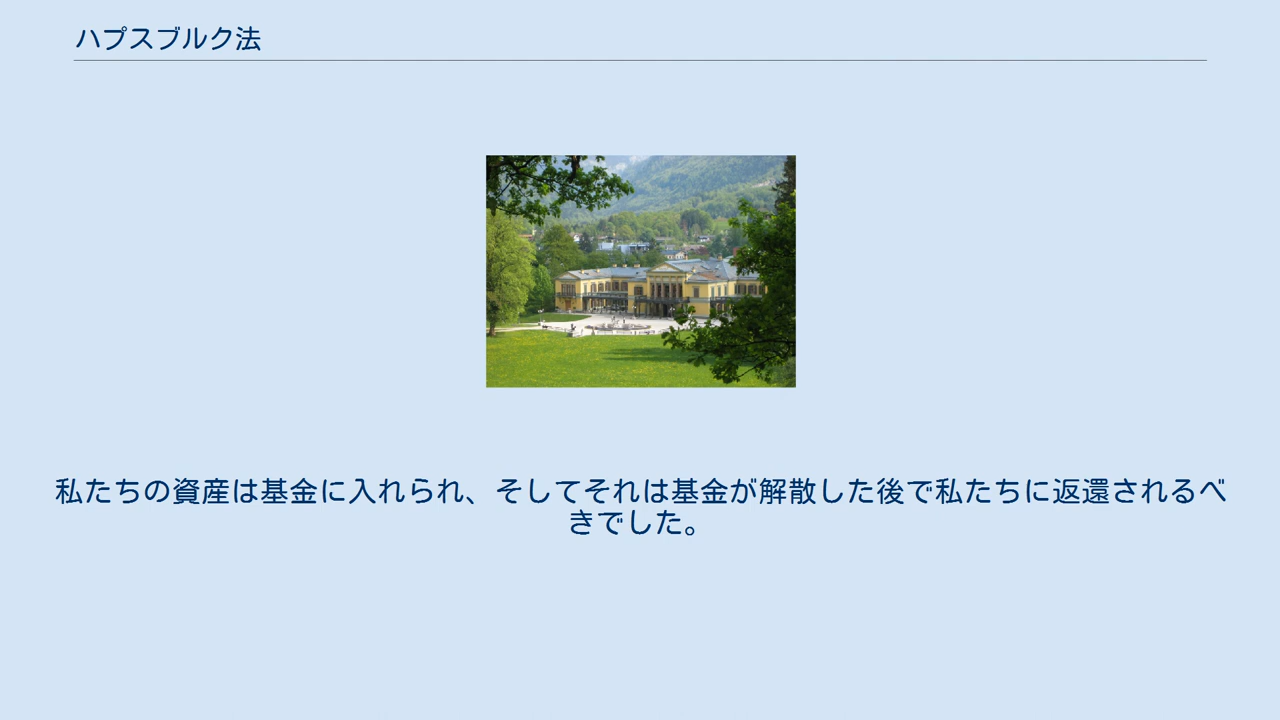 ハプスブルク法
私たちの資産は基金に入れられ、そしてそれは基金が解散した後で私たちに返還されるべ
きでした。